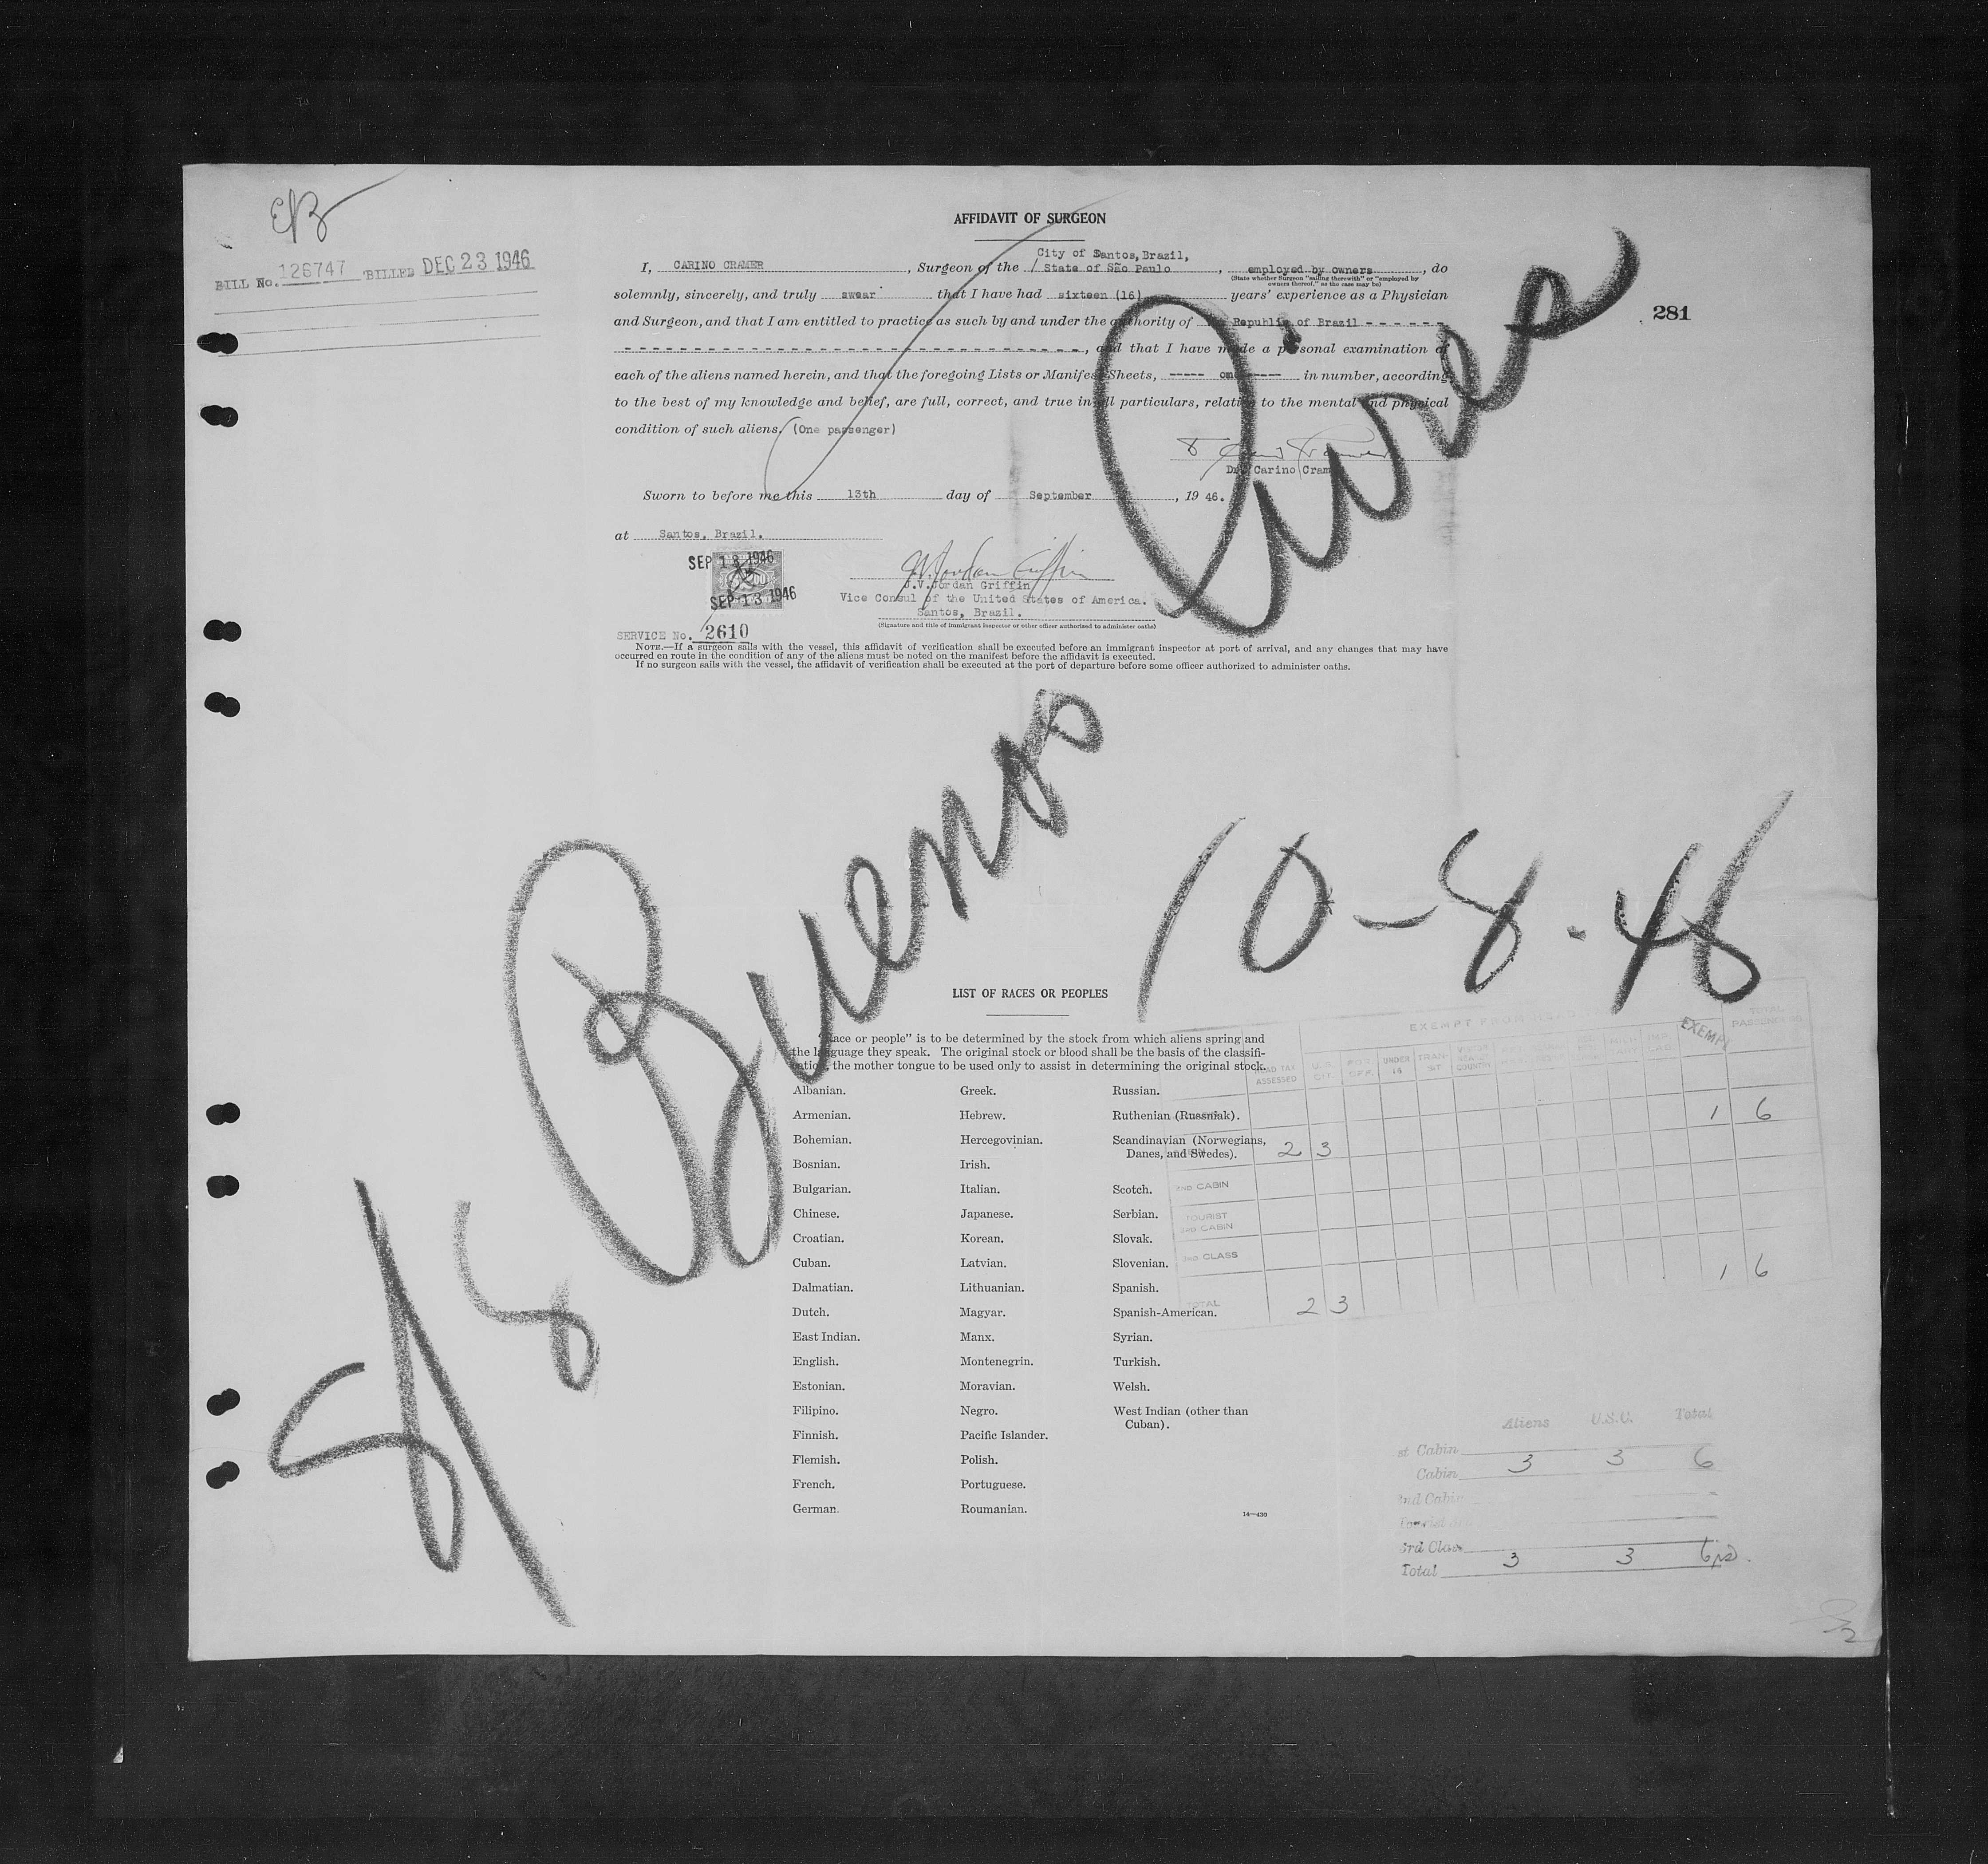 EB
BILL No. 126747 BILLED DEC 23 1946
281
AFFIDAVIT OF SURGEON
I, CARINO CRAMER, Surgeon of the City of Santos, Brazil, / State of São Paulo, employed by owners, do
(State whether Surgeon "sailing therewith" or "employed by owners thereof," as the case may be)
solemnly, sincerely, and truly swear that I have had sixteen (16) years' experience as a Physician
and Surgeon, and that I am entitled to practice as such by and under the authority of Republic of Brazil - - - - - -
- - - - - - - - - - - - - - - - - - - - - - - - - - - - - - - - - -, and that I have made a personal examination of
each of the aliens named herein, and that the foregoing Lists or Manifest Sheets, ----- one ---- in number, according
to the best of my knowledge and belief, are full, correct, and true in all particulars, relative to the mental and physical
condition of such aliens. (One passenger)
Dr. Carino Cram
Sworn to before me this 13th day of September, 19 46.
at Santos, Brazil.
SEP 13 1946
SEP 13 1946
J.V. Jordan Griffin
Vice Consul of the United States of America.
Santos, Brazil.
(Signature and title of immigrant inspector or other officer authorized to administer oaths)
SERVICE No. 2610
NOTE.—If a surgeon sails with the vessel, this affidavit of verification shall be executed before an immigrant inspector at port of arrival, and any changes that may have
occurred en route in the condition of any of the aliens must be noted on the manifest before the affidavit is executed.
If no surgeon sails with the vessel, the affidavit of verification shall be executed at the port of departure before some officer authorized to administer oaths.
S/S Buenos Aires
10-8-48
LIST OF RACES OR PEOPLES
"Race or people" is to be determined by the stock from which aliens spring and
the language they speak. The original stock or blood shall be the basis of the classifi-
cation, the mother tongue to be used only to assist in determining the original stock.
Albanian.
Armenian.
Bohemian.
Bosnian.
Bulgarian.
Chinese.
Croatian.
Cuban.
Dalmatian.
Dutch.
East Indian.
English.
Estonian.
Filipino.
Finnish.
Flemish.
French.
German.
Greek.
Hebrew.
Hercegovinian.
Irish.
Italian.
Japanese.
Korean.
Latvian.
Lithuanian.
Magyar.
Manx.
Montenegrin.
Moravian.
Negro.
Pacific Islander.
Polish.
Portuguese.
Roumanian.
Russian.
Ruthenian (Russniak).
Scandinavian (Norwegians,
Danes, and Swedes).
Scotch.
Serbian.
Slovak.
Slovenian.
Spanish.
Spanish-American.
Syrian.
Turkish.
Welsh.
West Indian (other than
Cuban).
14—430
EXEMPT FROM
EXEMPT
TOTAL PASSENGERS
HEAD TAX ASSESSED
U.S. CIT.
UNDER 16
TRAN-SIT
1 6
2 3
2ND CABIN
TOURIST 3RD CABIN
3RD CLASS
1 6
TOTAL 2 3
Aliens U.S.C. Total
st Cabin
Cabin 3 3 6
2nd Cabin
Tourist
3rd Class
Total 3 3 6